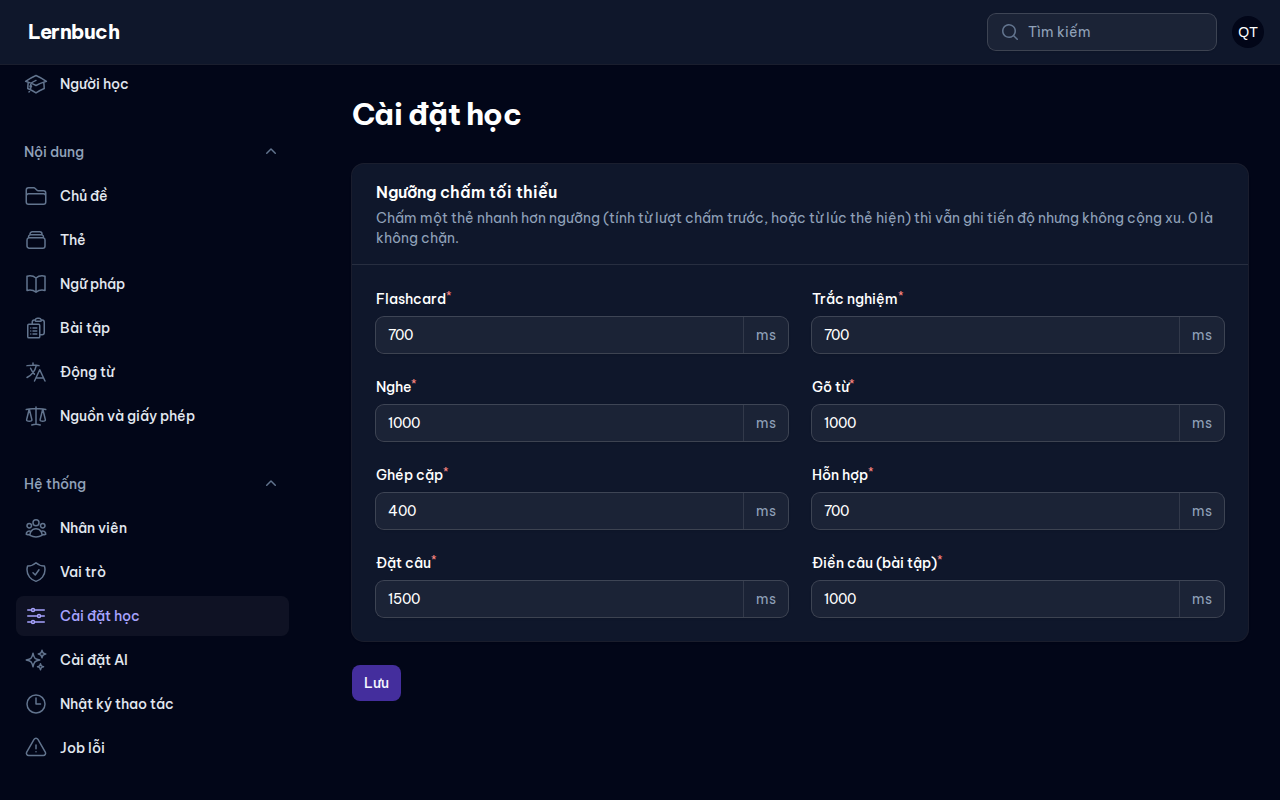 Lernbuch
Tìm kiếm
QT
Người học
Nội dung
Chủ đề
Thẻ
Ngữ pháp
Bài tập
Động từ
Nguồn và giấy phép
Hệ thống
Nhân viên
Vai trò
Cài đặt học
Cài đặt AI
Nhật ký thao tác
Job lỗi
Cài đặt học
Ngưỡng chấm tối thiểu
Chấm một thẻ nhanh hơn ngưỡng (tính từ lượt chấm trước, hoặc từ lúc thẻ hiện) thì vẫn ghi tiến độ nhưng không cộng xu. 0 là
không chặn.
Flashcard*
700 ms
Trắc nghiệm*
700 ms
Nghe*
1000 ms
Gõ từ*
1000 ms
Ghép cặp*
400 ms
Hỗn hợp*
700 ms
Đặt câu*
1500 ms
Điền câu (bài tập)*
1000 ms
Lưu